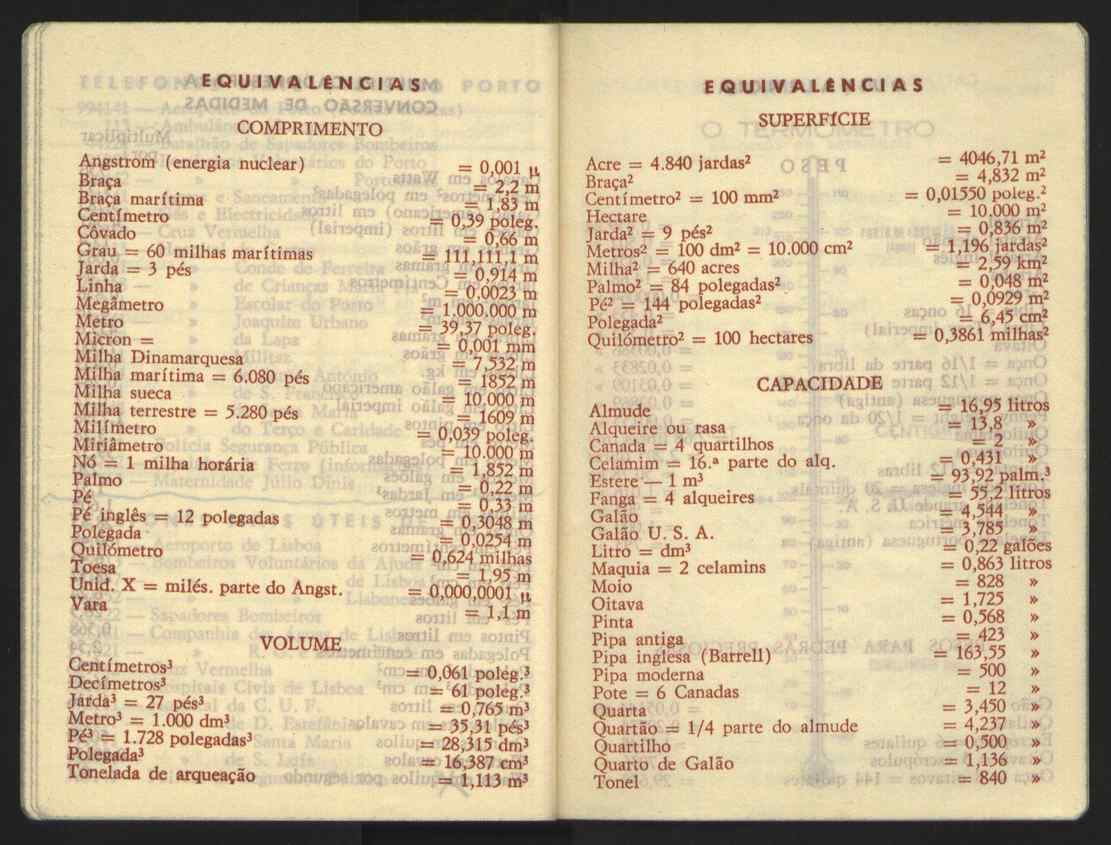 EQUIVALÊNCIAS
COMPRIMENTO
Angstrom (energia nuclear) = 0,001 µ
Braça = 2,2 m
Braça marítima = 1,83 m
Centímetro = 0,39 poleg.
Côvado = 0,66 m
Grau = 60 milhas marítimas = 111,111,1 m
Jarda = 3 pés = 0,914 m
Linha = 0,0023 m
Megâmetro = 1,000.000 m
Metro = 39,37 poleg.
Micron = = 0,001 mm
Milha Dinamarquesa = 7,532 m
Milha marítima = 6.080 pés = 1852 m
Milha sueca = 10.000 m
Milha terrestre = 5.280 pés = 1609 m
Milímetro = 0,039 poleg.
Miriâmetro = 10.000 m
Nó = 1 milha horária = 1,852 m
Palmo = 0,22 m
Pé = 0,33 m
Pé inglês = 12 polegadas = 0,3048 m
Polegada = 0,0254 m
Quilómetro = 0,624 milhas
Toesa = 1,95 m
Unid. X = milés. parte do Angst. = 0,000,0001 µ
Vara = 1,1 m
VOLUME
Centímetros³ = 0,061 poleg.³
Decímetros³ = 61 poleg.³
Jarda³ = 27 pés³ = 0,765 m³
Metro³ = 1.000 dm³ = 35,31 pés³
Pé³ = 1.728 polegadas³ = 28,315 dm³
Polegada³ = 16,387 cm³
Tonelada de arqueação = 1,113 m³
EQUIVALÊNCIAS
SUPERFÍCIE
Acre = 4.840 jardas² = 4046,71 m²
Braça² = 4,832 m²
Centímetro² = 100 mm² = 0,01550 poleg.²
Hectare = 10.000 m²
Jarda² = 9 pés² = 0,836 m²
Metros² = 100 dm² = 10.000 cm² = 1,196 jardas²
Milha² = 640 acres = 2,59 km²
Palmo² = 84 polegadas² = 0,048 m²
Pé² = 144 polegadas² = 0,0929 m²
Polegada² = 6,45 cm²
Quilómetro² = 100 hectares = 0,3861 milhas²
CAPACIDADE
Almude = 16,95 litros
Alqueire ou rasa = 13,8 »
Canada = 4 quartilhos = 2 »
Celamim = 16.ª parte do alq. = 0,431 »
Estere — 1 m³ = 93,92 palm.³
Fanga = 4 alqueires = 55,2 litros
Galão = 4,544 »
Galão U. S. A. = 3,785 »
Litro = dm³ = 0,22 galões
Maquia = 2 celamins = 0,863 litros
Moio = 828 »
Oitava = 1,725 »
Pinta = 0,568 »
Pipa antiga = 423 »
Pipa inglesa (Barrell) = 163,55 »
Pipa moderna = 500 »
Pote = 6 Canadas = 12 »
Quarta = 3,450 »
Quartão = 1/4 parte do almude = 4,237 »
Quartilho = 0,500 »
Quarto de Galão = 1,136 »
Tonel = 840 »